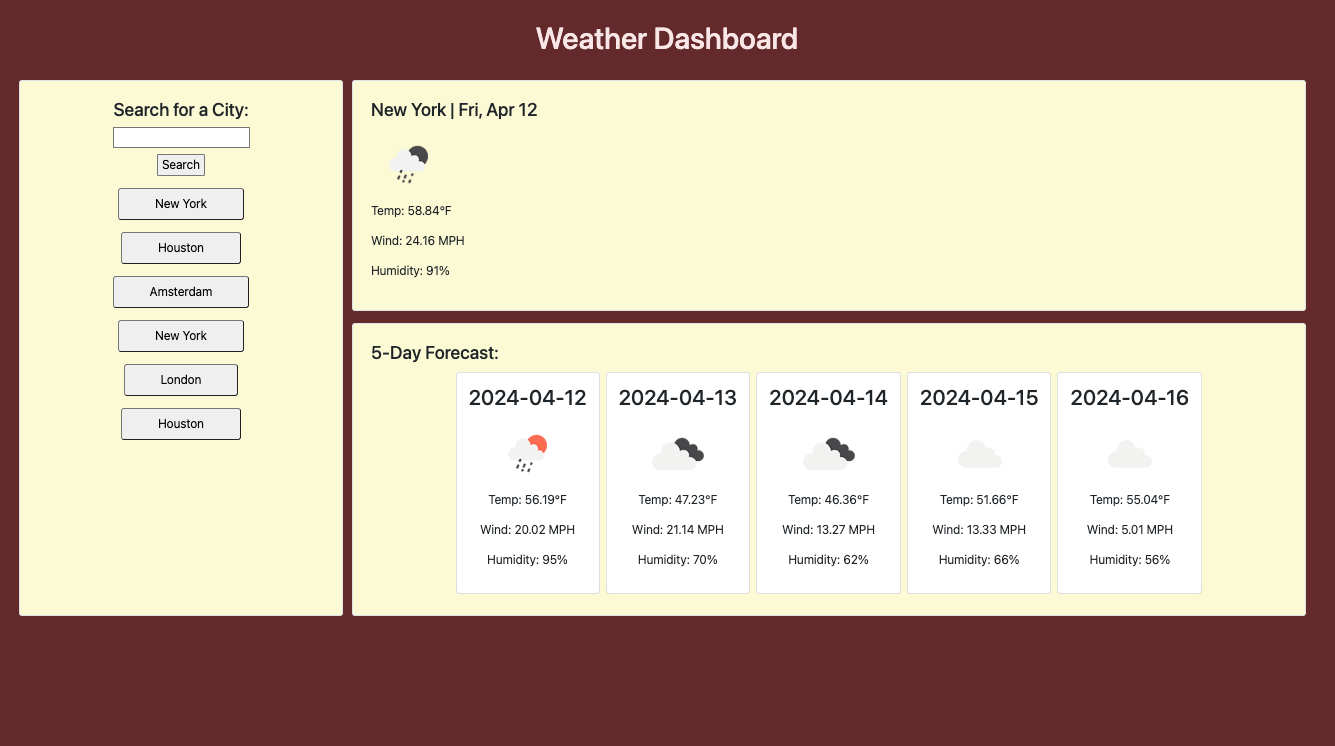 Weather Dashboard
Search for a City:
Search
New York
Houston
Amsterdam
New York
London
Houston
New York | Fri, Apr 12
Temp: 58.84°F
Wind: 24.16 MPH
Humidity: 91%
5-Day Forecast:
2024-04-12
Temp: 56.19°F
Wind: 20.02 MPH
Humidity: 95%
2024-04-13
Temp: 47.23°F
Wind: 21.14 MPH
Humidity: 70%
2024-04-14
Temp: 46.36°F
Wind: 13.27 MPH
Humidity: 62%
2024-04-15
Temp: 51.66°F
Wind: 13.33 MPH
Humidity: 66%
2024-04-16
Temp: 55.04°F
Wind: 5.01 MPH
Humidity: 56%